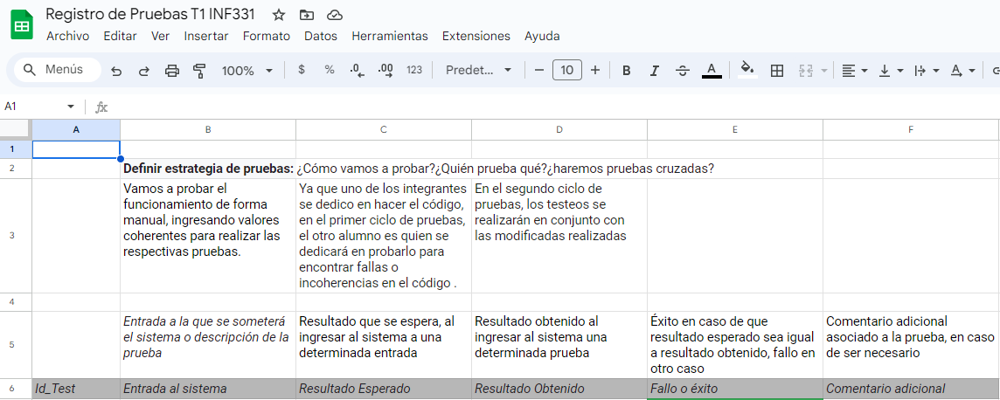 Registro de Pruebas T1 INF331
Archivo Editar Ver Insertar Formato Datos Herramientas Extensiones Ayuda
Menús 100% $ % .0 .00 123 Predet... − 10 + B I S A
A1 fx
A B C D E F
1
2 Definir estrategia de pruebas: ¿Cómo vamos a probar?¿Quién prueba qué?¿haremos pruebas cruzadas?
3
Vamos a probar el
funcionamiento de forma
manual, ingresando valores
coherentes para realizar las
respectivas pruebas.
Ya que uno de los integrantes
se dedico en hacer el código,
en el primer ciclo de pruebas,
el otro alumno es quien se
dedicará en probarlo para
encontrar fallas o
incoherencias en el código .
En el segundo ciclo de
pruebas, los testeos se
realizarán en conjunto con
las modificadas realizadas
4
5
Entrada a la que se someterá
el sistema o descripción de la
prueba
Resultado que se espera, al
ingresar al sistema a una
determinada entrada
Resultado obtenido al
ingresar al sistema una
determinada prueba
Éxito en caso de que
resultado esperado sea igual
a resultado obtenido, fallo en
otro caso
Comentario adicional
asociado a la prueba, en caso
de ser necesario
6 Id_Test Entrada al sistema Resultado Esperado Resultado Obtenido Fallo o éxito Comentario adicional